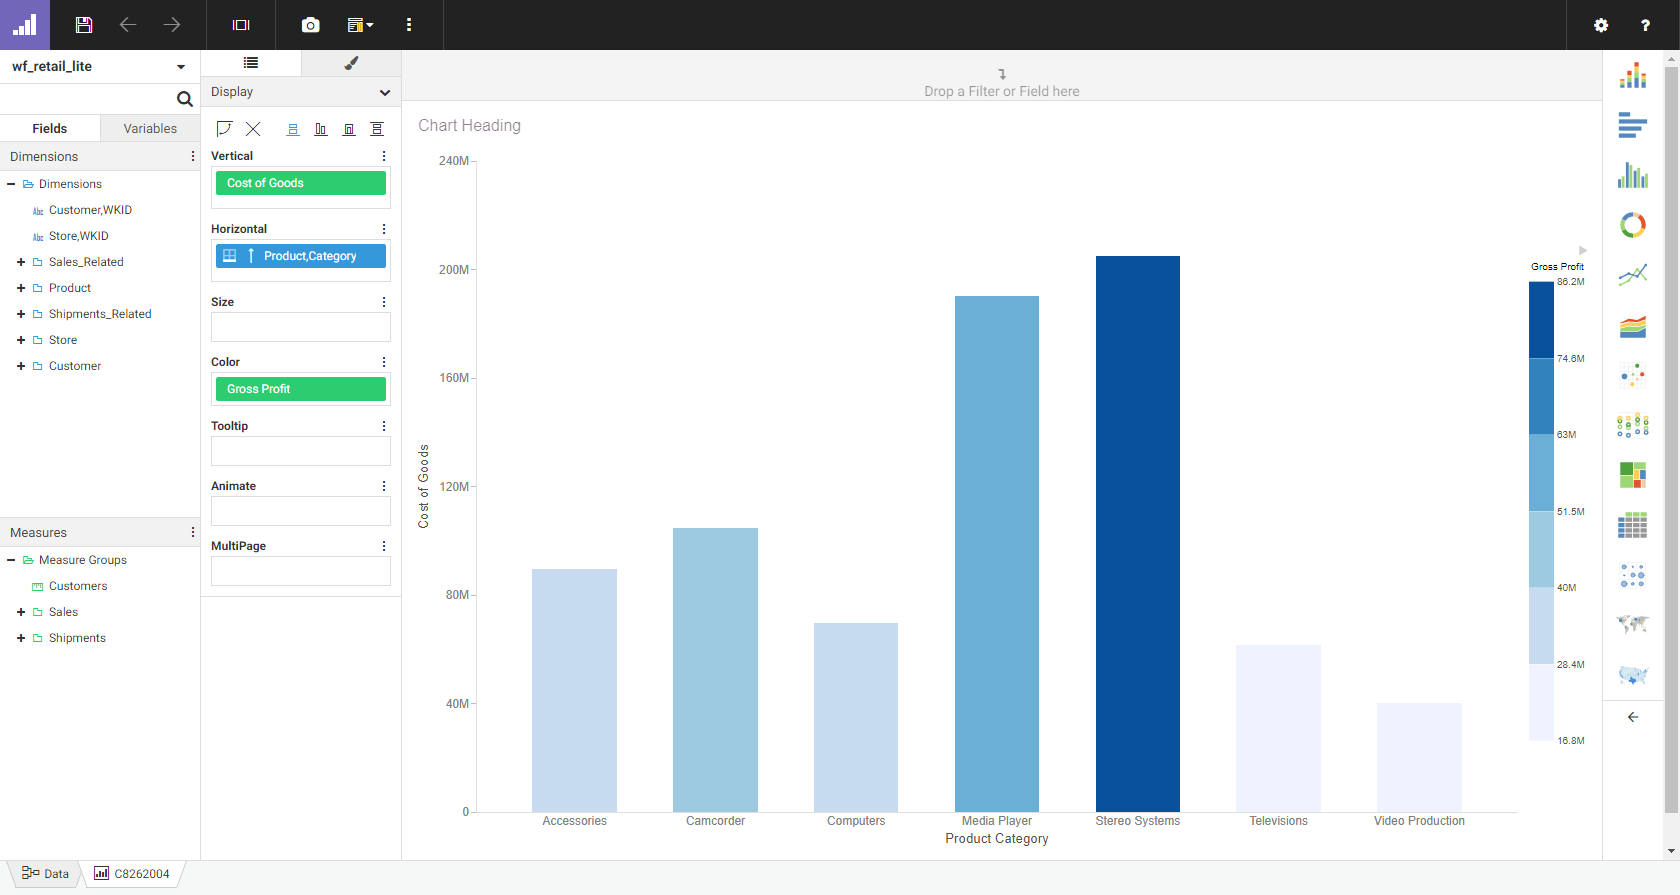 wf_retail_lite
Fields
Variables
Dimensions
Dimensions
Abc Customer,WKID
Abc Store,WKID
Sales_Related
Product
Shipments_Related
Store
Customer
Measures
Measure Groups
Customers
Sales
Shipments
Display
Vertical
Cost of Goods
Horizontal
Product,Category
Size
Color
Gross Profit
Tooltip
Animate
MultiPage
Drop a Filter or Field here
Chart Heading
240M
200M
160M
120M
80M
40M
0
Cost of Goods
Accessories
Camcorder
Computers
Media Player
Stereo Systems
Televisions
Video Production
Product Category
Gross Profit
86.2M
74.6M
63M
51.5M
40M
28.4M
16.8M
Data
C8262004